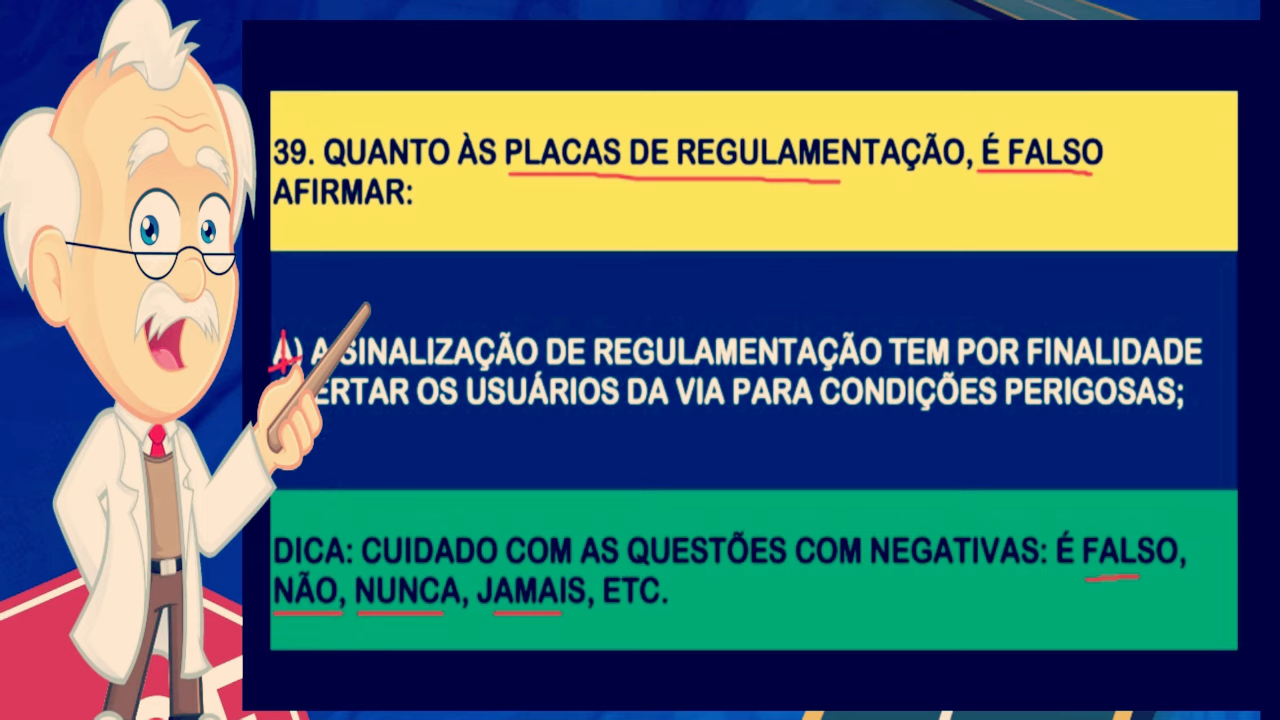 39. QUANTO ÀS PLACAS DE REGULAMENTAÇÃO, É FALSO
AFIRMAR:
A) A SINALIZAÇÃO DE REGULAMENTAÇÃO TEM POR FINALIDADE
ERTAR OS USUÁRIOS DA VIA PARA CONDIÇÕES PERIGOSAS;
DICA: CUIDADO COM AS QUESTÕES COM NEGATIVAS: É FALSO,
NÃO, NUNCA, JAMAIS, ETC.